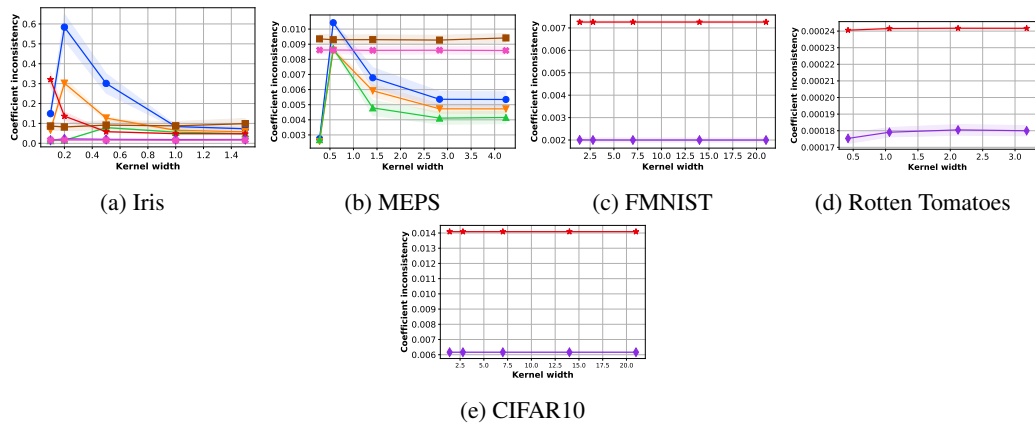 0.6
0.5
0.4
0.3
0.2
0.1
0.0
Coefficient inconsistency
0.2 0.4 0.6 0.8 1.0 1.2 1.4
Kernel width
(a) Iris
0.010
0.009
0.008
0.007
0.006
0.005
0.004
0.003
Coefficient inconsistency
0.5 1.0 1.5 2.0 2.5 3.0 3.5 4.0
Kernel width
(b) MEPS
0.007
0.006
0.005
0.004
0.003
0.002
Coefficient inconsistency
2.5 5.0 7.5 10.0 12.5 15.0 17.5 20.0
Kernel width
(c) FMNIST
0.00024
0.00023
0.00021
0.00020
0.00018
0.00017
Coefficient inconsistency
0.5 1.0 1.5 2.0 2.5 3.0
Kernel width
(d) Rotten Tomatoes
0.014
0.013
0.012
0.011
0.010
0.009
0.008
0.007
0.006
Coefficient inconsistency
2.5 5.0 7.5 10.0 12.5 15.0 17.5 20.0
Kernel width
(e) CIFAR10